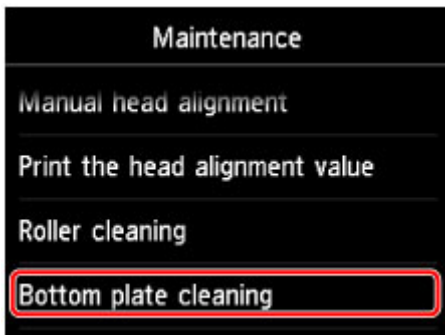 Maintenance
Manual head alignment
Print the head alignment value
Roller cleaning
Bottom plate cleaning